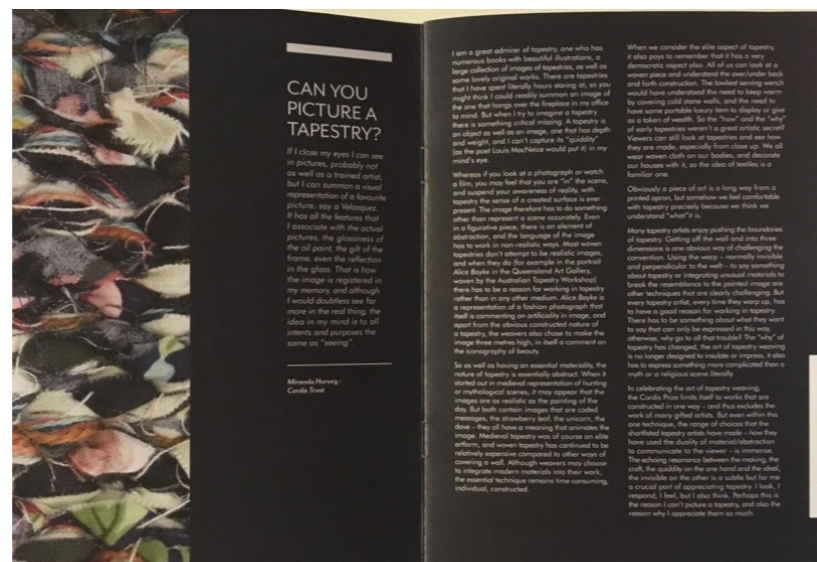 CAN YOU
PICTURE A
TAPESTRY?
If I close my eyes I can see
in pictures, probably not
as well as a trained artist,
but I can summon a visual
representation of a favourite
picture, say a Velasquez.
It has all the features that
I associate with the actual
pictures, the glossiness of
the oil paint, the gilt of the
frame, even the reflection
in the glass. That is how
the image is registered in
my memory, and although
I would doubtless see far
more in the real thing, the
idea in my mind is to all
intents and purposes the
same as "seeing".
Miranda Harvey -
Cordis Trust
I am a great admirer of tapestry, one who has
numerous books with beautiful illustrations, a
large collection of images of tapestries, as well as
some lovely original works. There are tapestries
that I have spent literally hours staring at, so you
might think I could readily summon an image of
the one that hangs over the fireplace in my office
to mind. But when I try to imagine a tapestry
there is something critical missing. A tapestry is
an object as well as an image, one that has depth
and weight, and I can't capture its "quiddity"
(as the poet Louis MacNeice would put it) in my
mind's eye.
Whereas if you look at a photograph or watch
a film, you may feel that you are "in" the scene,
and suspend your awareness of reality, with
tapestry the sense of a created surface is ever
present. The image therefore has to do something
other than represent a scene accurately. Even
in a figurative piece, there is an element of
abstraction, and the language of the image
has to work in non-realistic ways. Most woven
tapestries don't attempt to be realistic images,
and when they do (for example in the portrait
Alice Bayke in the Queensland Art Gallery,
woven by the Australian Tapestry Workshop)
there has to be a reason for working in tapestry
rather than in any other medium. Alice Bayke is
a representation of a fashion photograph that
itself is commenting on artificiality in image, and
apart from the obvious constructed nature of
a tapestry, the weavers also chose to make the
image three metres high, in itself a comment on
the iconography of beauty.
So as well as having an essential materiality, the
nature of tapestry is essentially abstract. When it
started out in medieval representation of hunting
or mythological scenes, it may appear that the
images are as realistic as the painting of the
day. But both contain images that are coded
messages, the strawberry leaf, the unicorn, the
dove – they all have a meaning that animates the
image. Medieval tapestry was of course an elite
artform, and woven tapestry has continued to be
relatively expensive compared to other ways of
covering a wall. Although weavers may choose
to integrate modern materials into their work,
the essential technique remains time consuming,
individual, constructed.
When we consider the elite aspect of tapestry,
it also pays to remember that it has a very
democratic aspect also. All of us can look at a
woven piece and understand the over/under back
and forth construction. The lowliest serving wench
would have understood the need to keep warm
by covering cold stone walls, and the need to
have some portable luxury item to display or give
as a token of wealth. So the "how" and the "why"
of early tapestries weren't a great artistic secret!
Viewers can still look at tapestries and see how
they are made, especially from close up. We all
wear woven cloth on our bodies, and decorate
our houses with it, so the idea of textiles is a
familiar one.
Obviously a piece of art is a long way from a
printed apron, but somehow we feel comfortable
with tapestry precisely because we think we
understand "what"it is.
Many tapestry artists enjoy pushing the boundaries
of tapestry. Getting off the wall and into three
dimensions is one obvious way of challenging the
convention. Using the warp – normally invisible
and perpendicular to the weft – to say something
about tapestry or integrating unusual materials to
break the resemblance to the painted image are
other techniques that are clearly challenging. But
every tapestry artist, every time they warp up, has
to have a good reason for working in tapestry.
There has to be something about what they want
to say that can only be expressed in this way,
otherwise, why go to all that trouble? The "why" of
tapestry has changed, the art of tapestry weaving
is no longer designed to insulate or impress, it also
has to express something more complicated than a
myth or a religious scene literally.
In celebrating the art of tapestry weaving,
the Cordis Prize limits itself to works that are
constructed in one way – and thus excludes the
work of many gifted artists. But even within this
one technique, the range of choices that the
shortlisted tapestry artists have made – how they
have used the duality of material/abstraction
to communicate to the viewer – is immense.
The echoing resonance between the making, the
craft, the quiddity on the one hand and the ideal,
the invisible on the other is a subtle but for me
a crucial part of appreciating tapestry. I look, I
respond, I feel, but I also think. Perhaps this is
the reason I can't picture a tapestry, and also the
reason why I appreciate them so much.